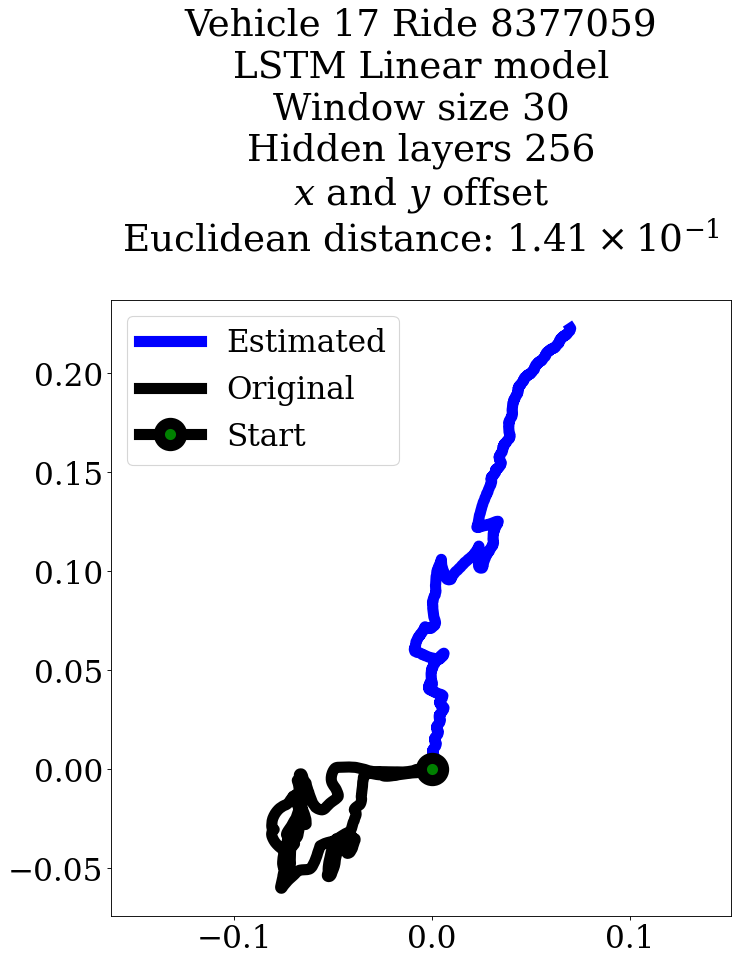 Vehicle 17 Ride 8377059
LSTM Linear model
Window size 30
Hidden layers 256
x and y offset
Euclidean distance: 1.41 × 10⁻¹
Estimated
Original
Start
0.20
0.15
0.10
0.05
0.00
−0.05
−0.1
0.0
0.1